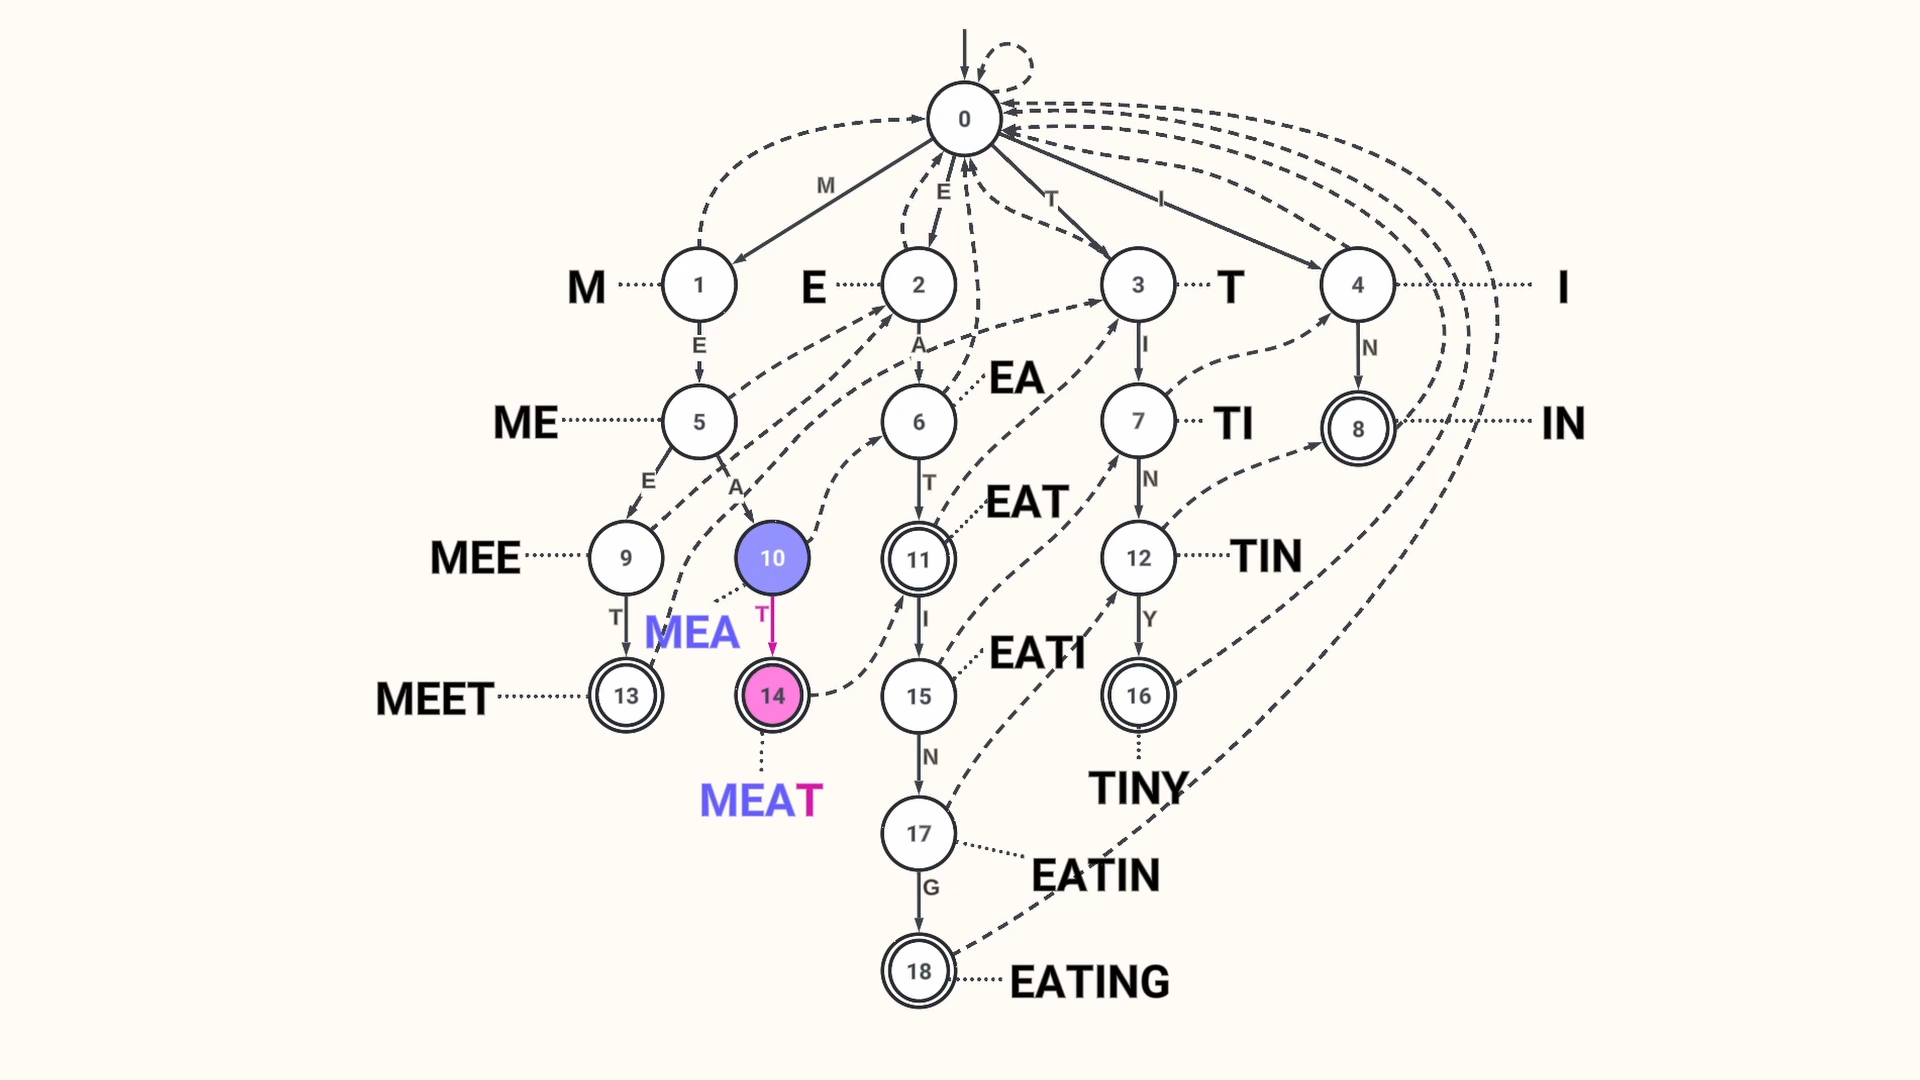 0
M E T I
M 1 E 2 3 T 4 I
E A I N
ME 5 6 EA 7 TI 8 IN
E A T N
MEE 9 10 11 EAT 12 TIN
T MEA T I Y
MEET 13 14 15 EATI 16
N
MEAT TINY
17 EATIN
G
18 EATING